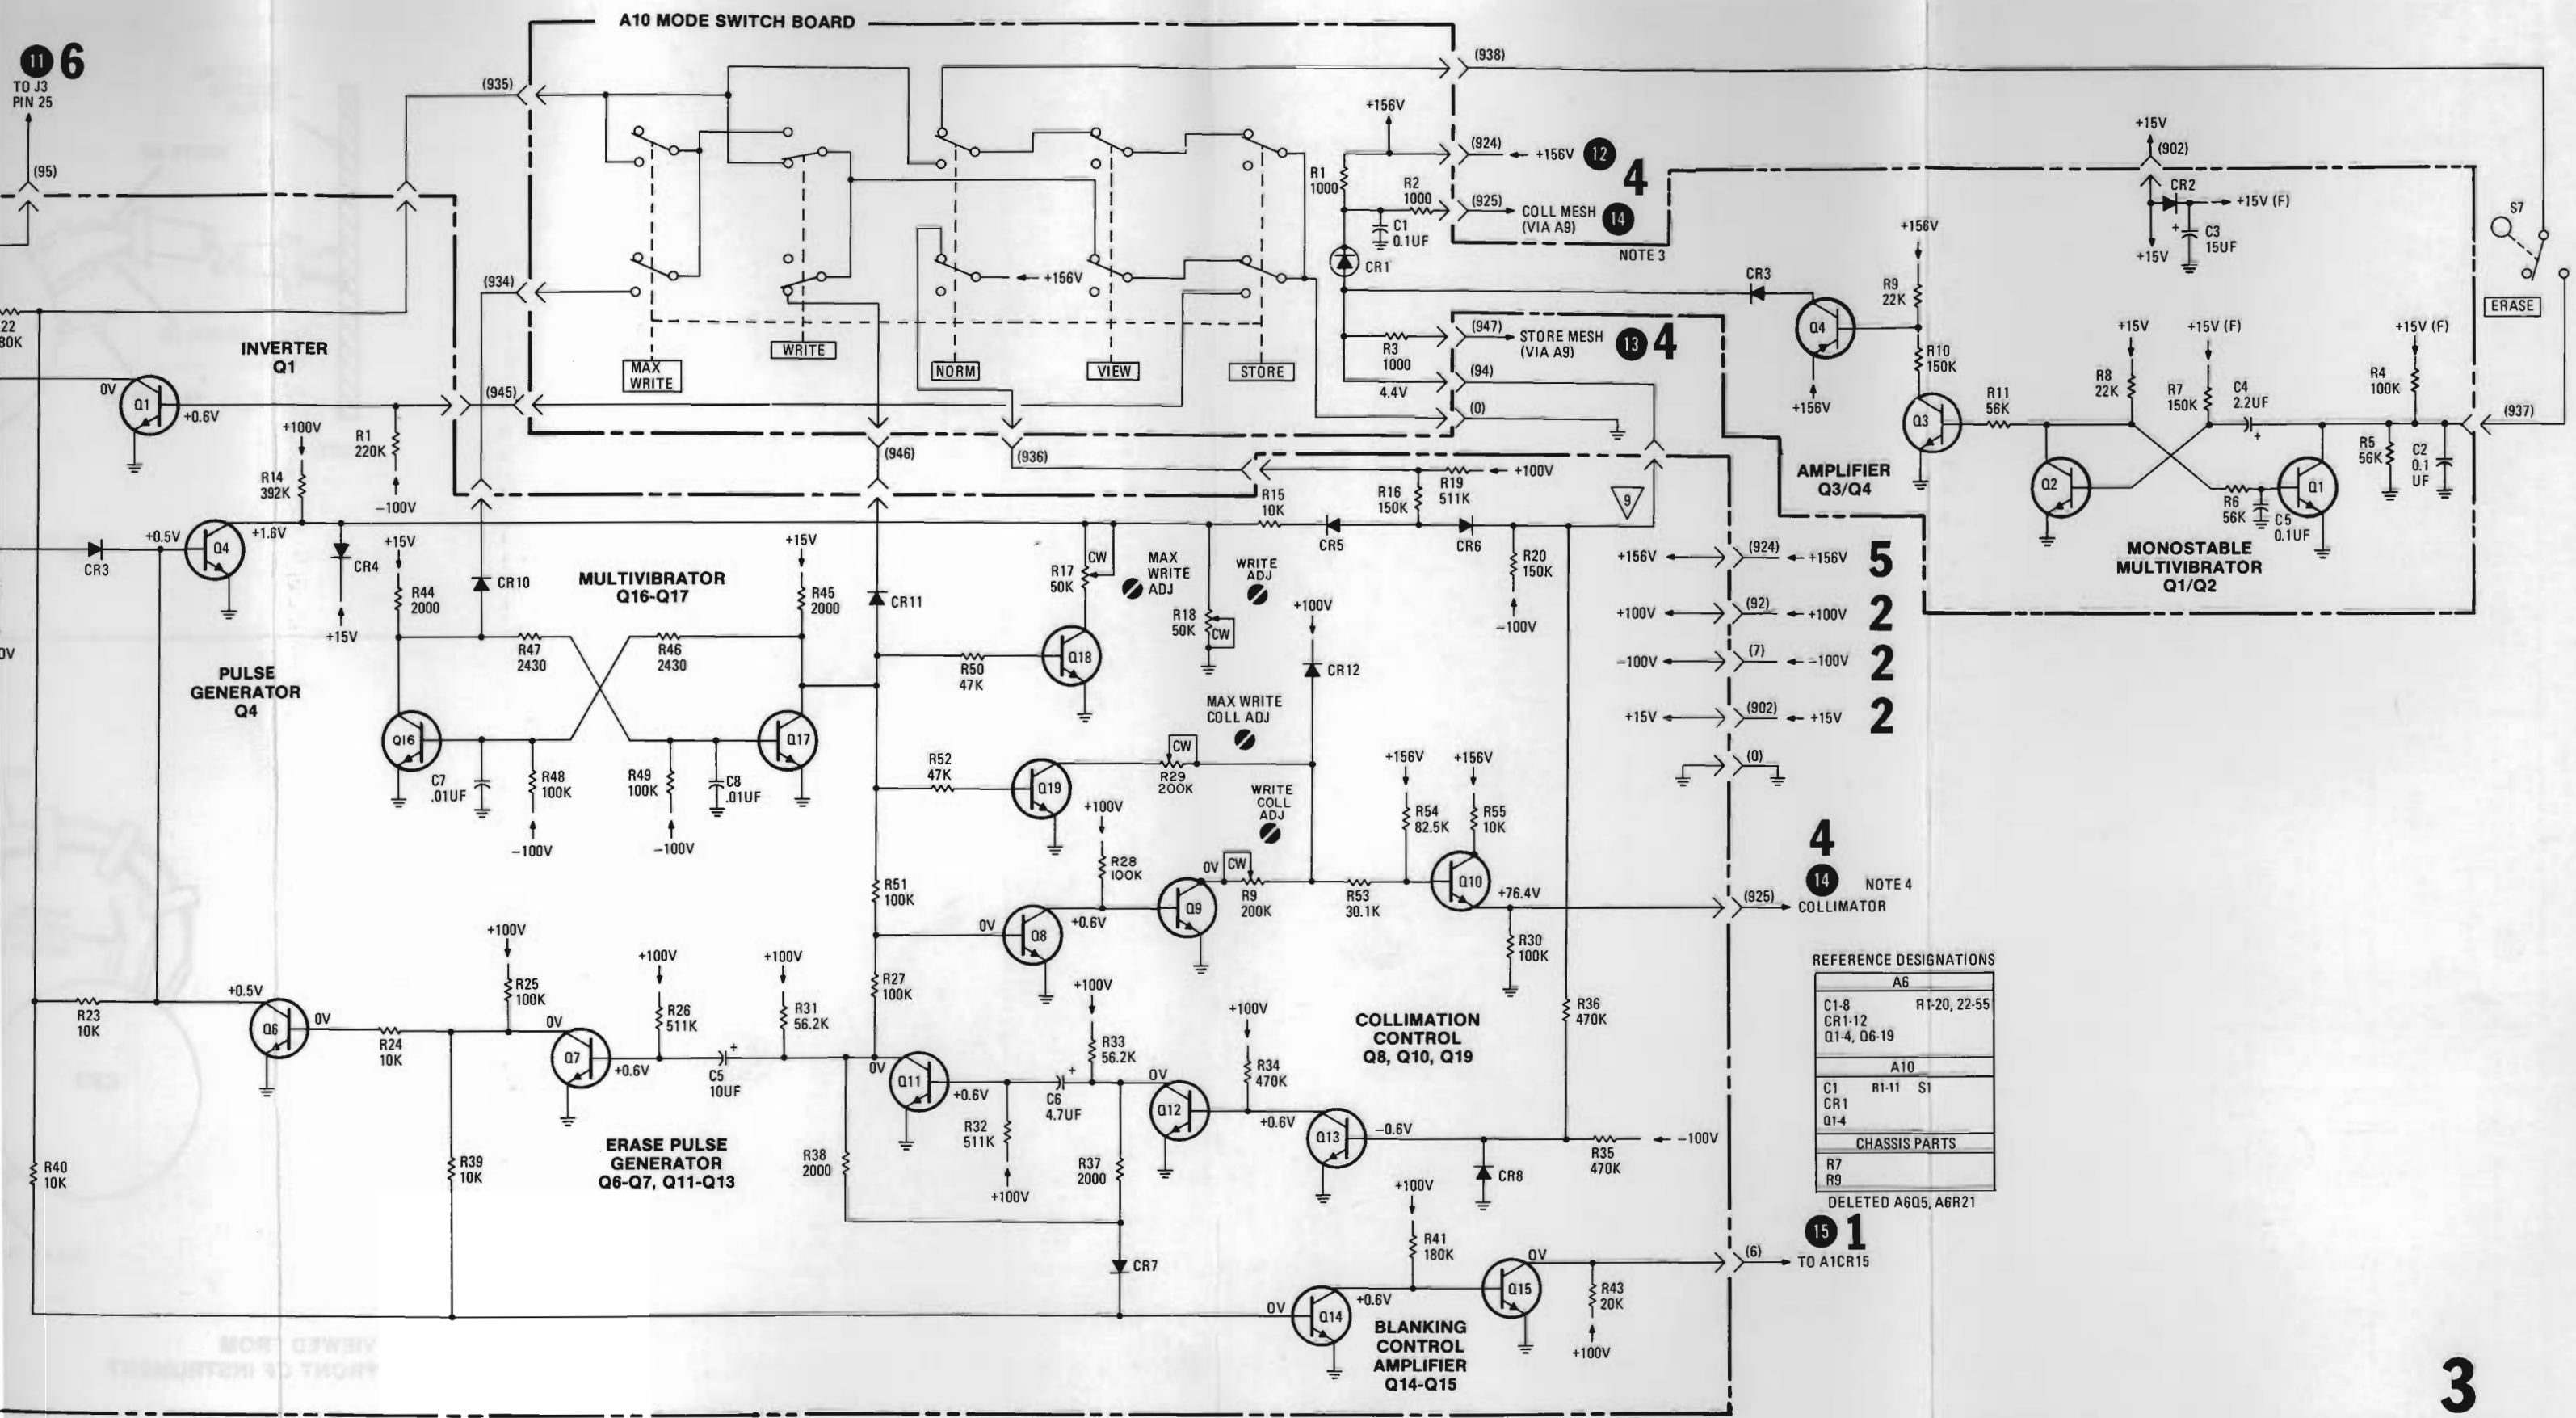 A10 MODE SWITCH BOARD
11 6
TO J3
PIN 25
(95)
(935)
(934)
(945)
(938)
+156V
(924)
+156V 12
4
R1
1000
R2
1000
(925)
COLL MESH
(VIA A9)
14
C1
0.1UF
NOTE 3
CR1
+156V
MAX
WRITE
WRITE
NORM
VIEW
STORE
R3
1000
(947)
STORE MESH
(VIA A9)
13 4
(94)
4.4V
(0)
(946)
(936)
+15V
(902)
CR2
+15V (F)
C3
15UF
+
+15V
+156V
R9
22K
CR3
Q4
+156V
R10
150K
Q3
R11
56K
+15V
R8
22K
+15V (F)
R7
150K
C4
2.2UF
+
+15V (F)
R4
100K
(937)
R5
56K
C2
0.1
UF
Q2
R6
56K
C5
0.1UF
Q1
S7
ERASE
AMPLIFIER
Q3/Q4
MONOSTABLE
MULTIVIBRATOR
Q1/Q2
22
80K
INVERTER
Q1
0V
Q1
+0.6V
R1
220K
-100V
+100V
R14
392K
+0.5V
Q4
+1.6V
CR3
CR4
+15V
0V
PULSE
GENERATOR
Q4
+15V
R44
2000
CR10
MULTIVIBRATOR
Q16-Q17
+15V
R45
2000
R47
2430
R46
2430
Q16
C7
.01UF
R48
100K
-100V
R49
100K
-100V
C8
.01UF
Q17
CR11
R50
47K
Q18
R17
50K
CW
MAX
WRITE
ADJ
R15
10K
CR5
R16
150K
R19
511K
+100V
CR6
9
R18
50K
CW
WRITE
ADJ
R20
150K
-100V
+100V
CR12
MAX WRITE
COLL ADJ
R52
47K
Q19
CW
R29
200K
WRITE
COLL
ADJ
+100V
R28
100K
+156V
R54
82.5K
+156V
R55
10K
R51
100K
0V
Q8
+0.6V
Q9
0V
CW
R9
200K
R53
30.1K
Q10
+76.4V
R30
100K
+156V
(924)
+156V
5
+100V
(92)
+100V
2
-100V
(7)
-100V
2
+15V
(902)
+15V
2
(0)
4
14
NOTE 4
(925)
COLLIMATOR
R23
10K
+0.5V
Q6
0V
R24
10K
+100V
R25
100K
0V
Q7
+0.6V
+100V
R26
511K
C5
10UF
+
+100V
R31
56.2K
R27
100K
0V
Q11
+0.6V
R32
511K
+100V
C6
4.7UF
+
+100V
R33
56.2K
0V
Q12
+100V
R34
470K
+0.6V
Q13
-0.6V
COLLIMATION
CONTROL
Q8, Q10, Q19
R36
470K
CR8
R35
470K
-100V
R40
10K
R39
10K
ERASE PULSE
GENERATOR
Q6-Q7, Q11-Q13
R38
2000
R37
2000
CR7
0V
Q14
+0.6V
+100V
R41
180K
Q15
0V
R43
20K
+100V
BLANKING
CONTROL
AMPLIFIER
Q14-Q15
REFERENCE DESIGNATIONS
A6
C1-8 R1-20, 22-55
CR1-12
Q1-4, Q6-19
A10
C1 R1-11 S1
CR1
Q1-4
CHASSIS PARTS
R7
R9
DELETED A6Q5, A6R21
15 1
(6)
TO A1CR15
VIEWED FROM
FRONT OF INSTRUMENT
3